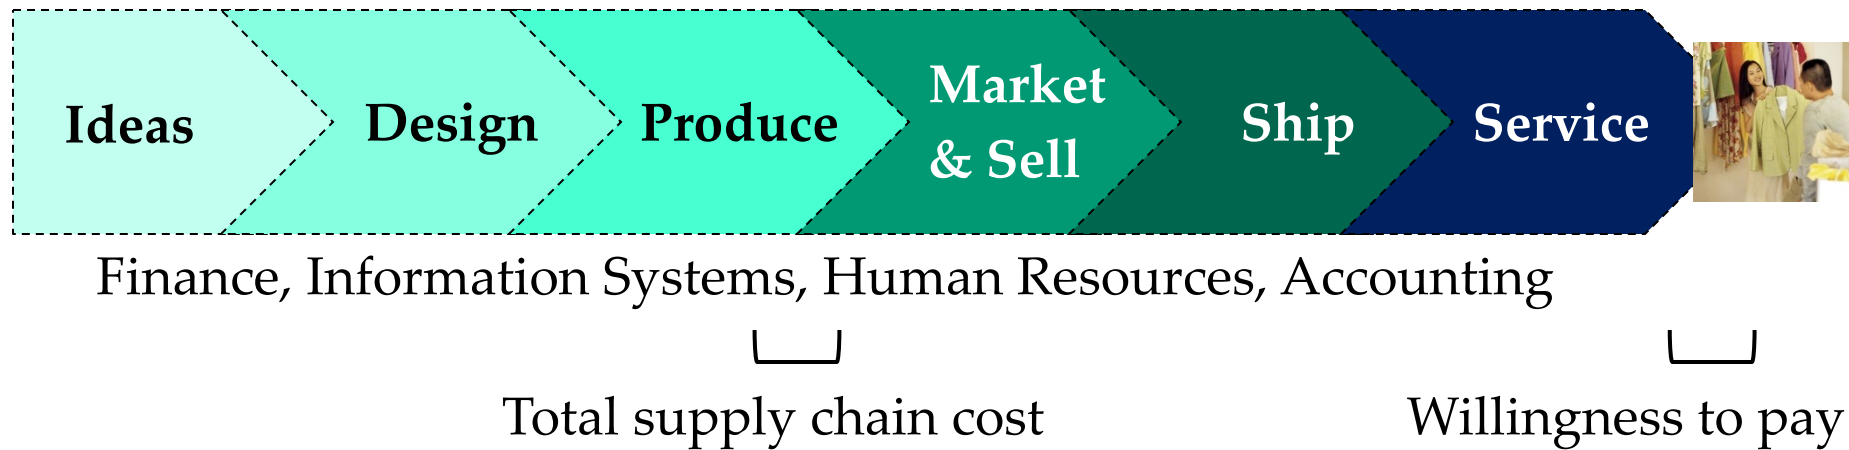 Ideas
Design
Produce
Market
& Sell
Ship
Service
Finance, Information Systems, Human Resources, Accounting
Total supply chain cost
Willingness to pay